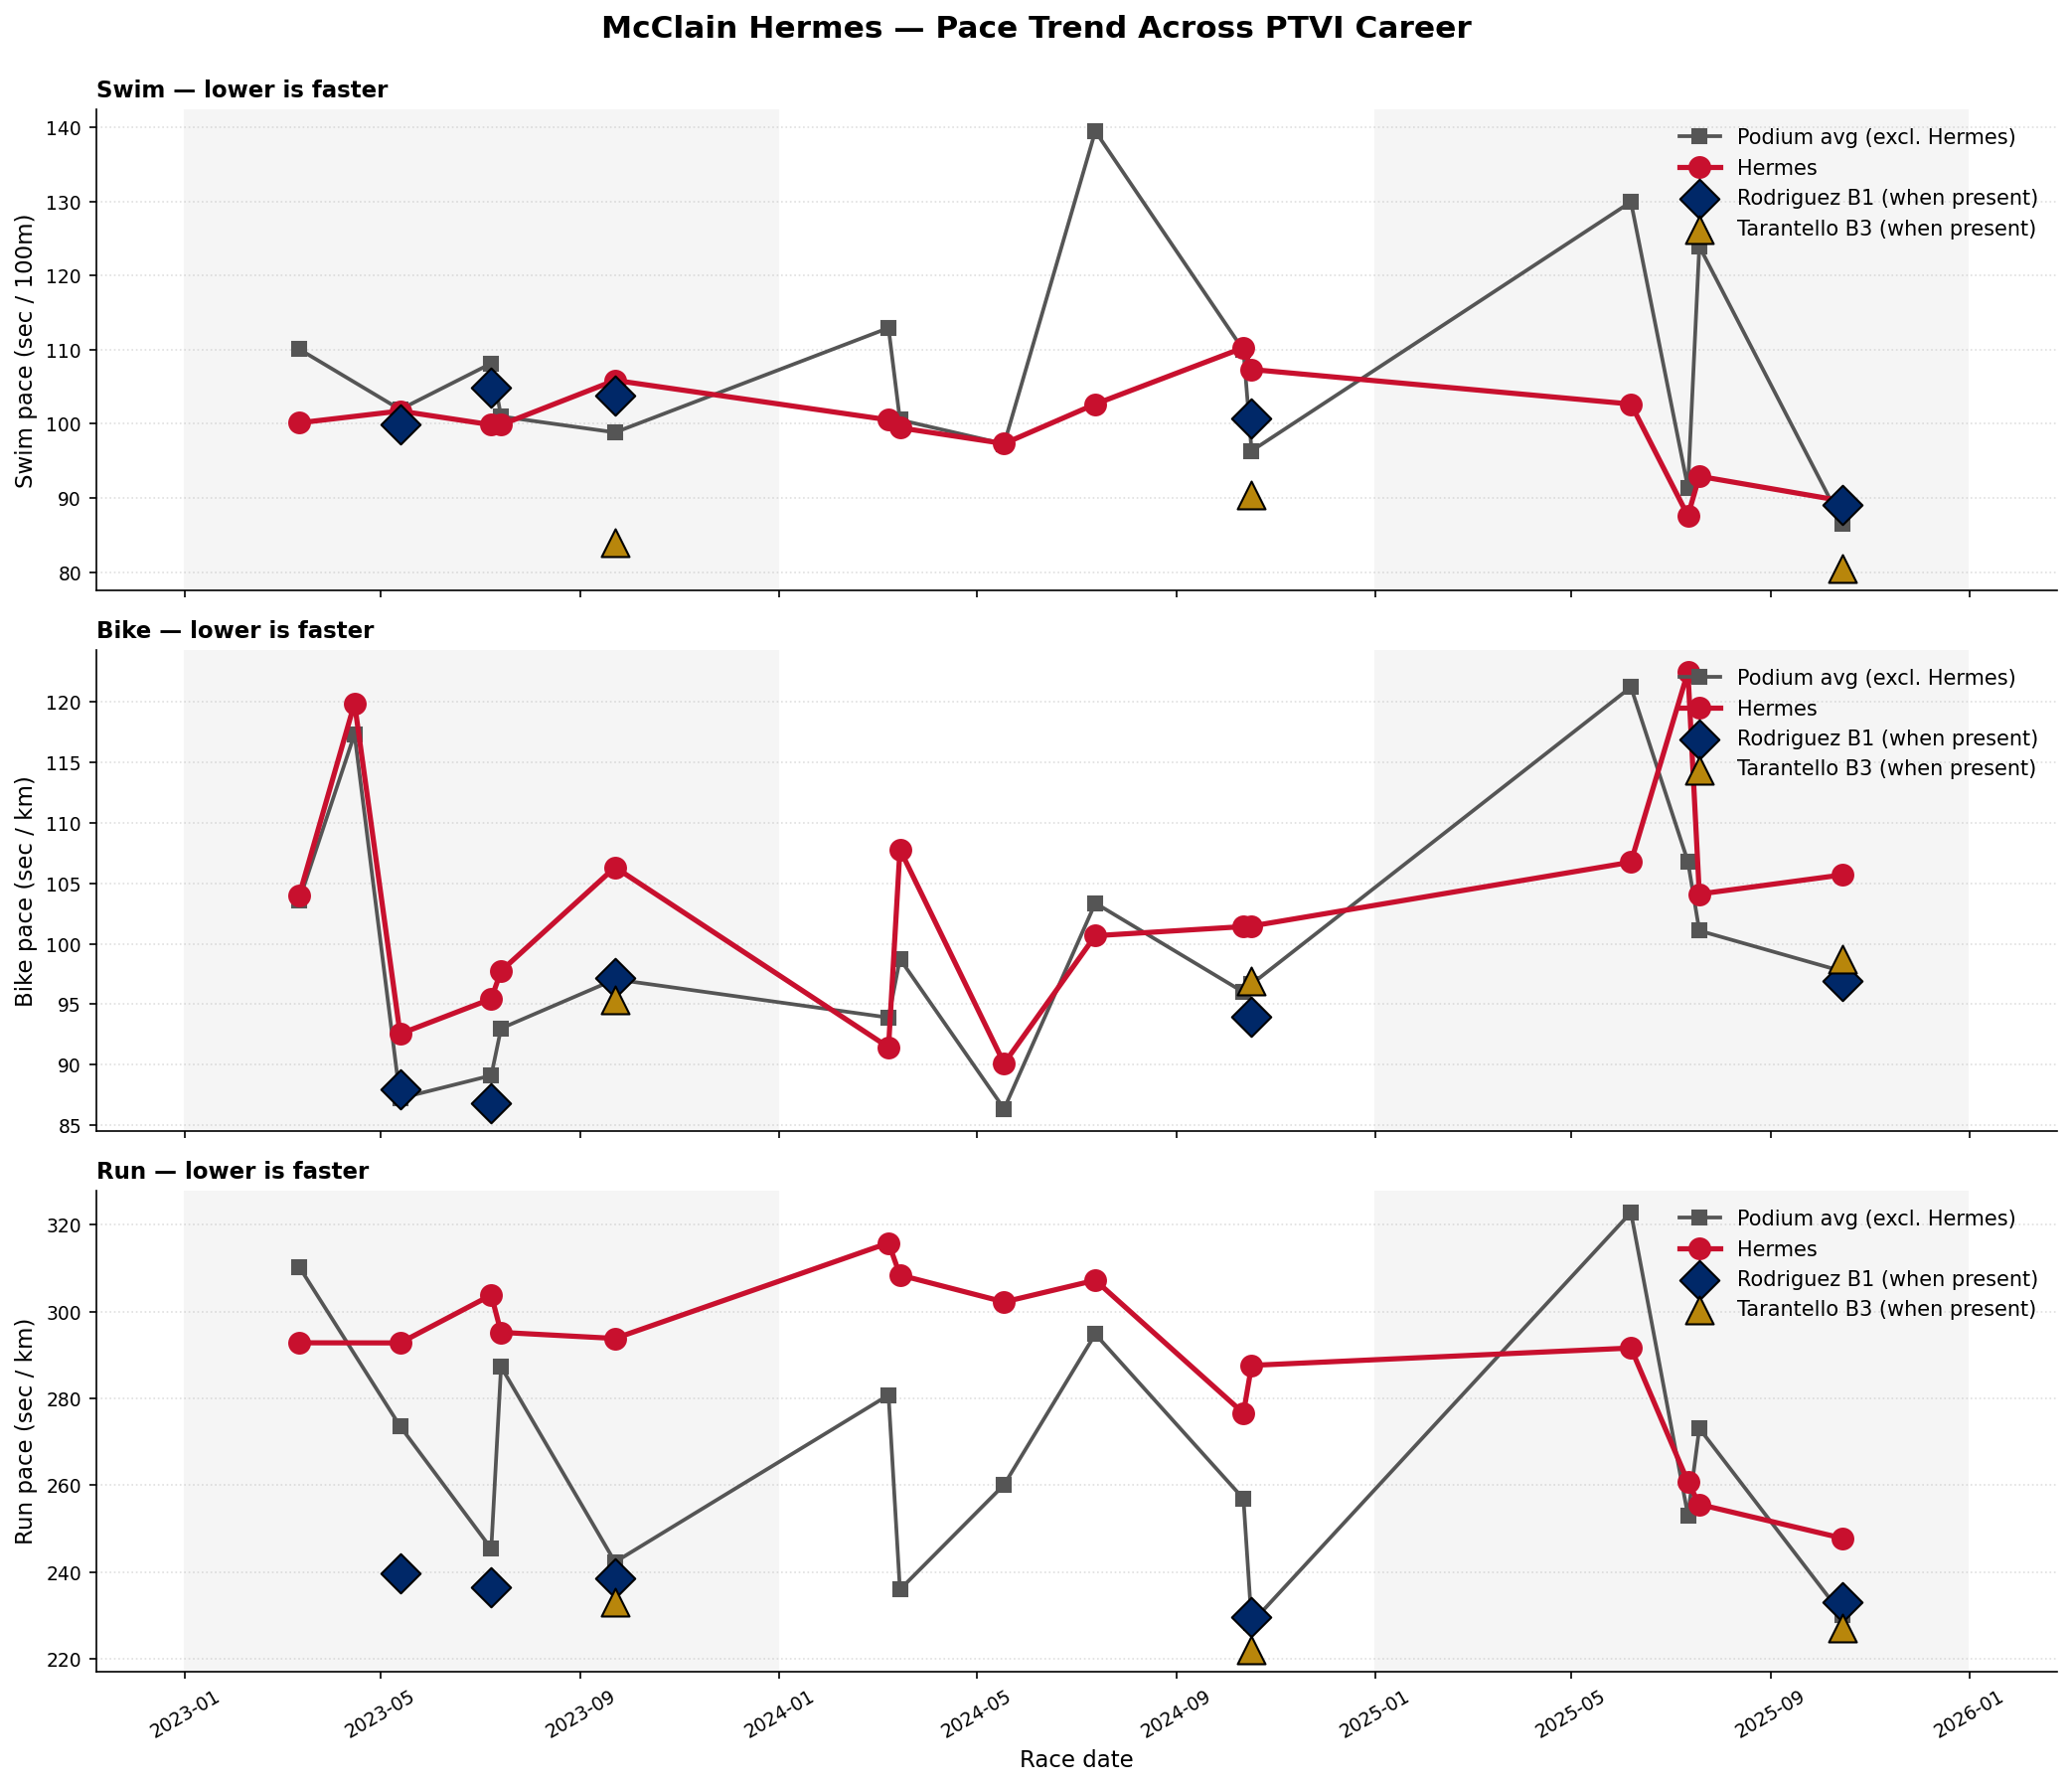 McClain Hermes — Pace Trend Across PTVI Career
Swim — lower is faster
Swim pace (sec / 100m)
140
130
120
110
100
90
80
Podium avg (excl. Hermes)
Hermes
Rodriguez B1 (when present)
Tarantello B3 (when present)
Bike — lower is faster
Bike pace (sec / km)
120
115
110
105
100
95
90
85
Podium avg (excl. Hermes)
Hermes
Rodriguez B1 (when present)
Tarantello B3 (when present)
Run — lower is faster
Run pace (sec / km)
320
300
280
260
240
220
Podium avg (excl. Hermes)
Hermes
Rodriguez B1 (when present)
Tarantello B3 (when present)
2023-01
2023-05
2023-09
2024-01
2024-05
2024-09
2025-01
2025-05
2025-09
2026-01
Race date